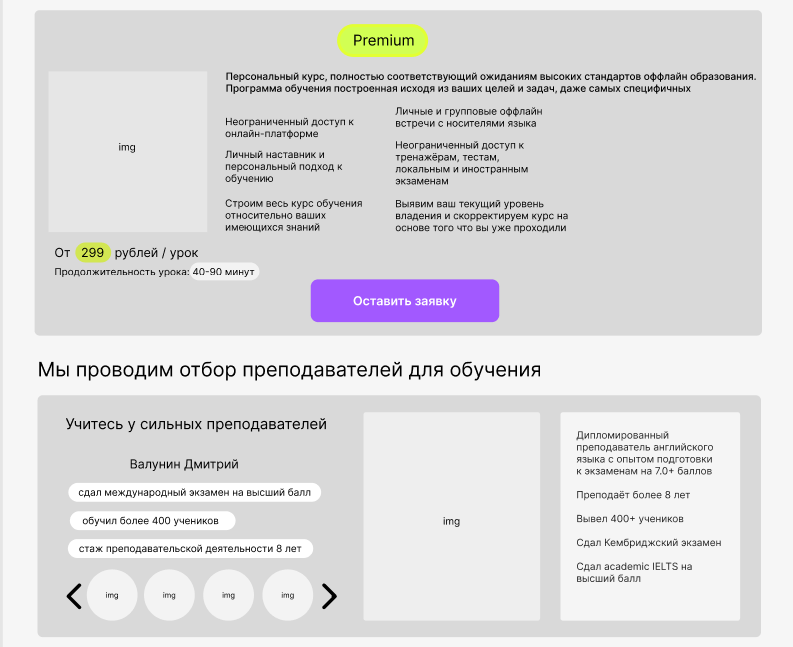 Premium
Персональный курс, полностью соответствующий ожиданиям высоких стандартов оффлайн образования.
Программа обучения построенная исходя из ваших целей и задач, даже самых специфичных
img
Неограниченный доступ к
онлайн-платформе
Личный наставник и
персональный подход к
обучению
Строим весь курс обучения
относительно ваших
имеющихся знаний
Личные и групповые оффлайн
встречи с носителями языка
Неограниченный доступ к
тренажёрам, тестам,
локальным и иностранным
экзаменам
Выявим ваш текущий уровень
владения и скорректируем курс на
основе того что вы уже проходили
От 299 рублей / урок
Продолжительность урока: 40-90 минут
Оставить заявку
Мы проводим отбор преподавателей для обучения
Учитесь у сильных преподавателей
Валунин Дмитрий
сдал международный экзамен на высший балл
обучил более 400 учеников
стаж преподавательской деятельности 8 лет
img img img img
img
Дипломированный
преподаватель английского
языка с опытом подготовки
к экзаменам на 7.0+ баллов
Преподаёт более 8 лет
Вывел 400+ учеников
Сдал Кембриджский экзамен
Сдал academic IELTS на
высший балл